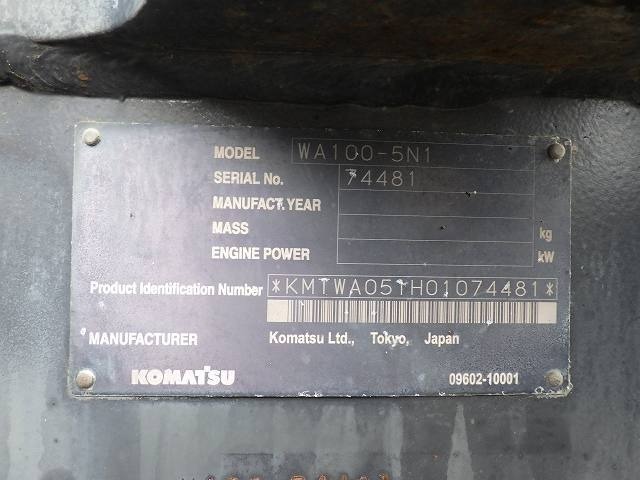 MODEL WA100-5N1
SERIAL No. 74481
MANUFACT.YEAR
MASS kg
ENGINE POWER kW
Product Identification Number *KMTWA051H01074481*
MANUFACTURER Komatsu Ltd., Tokyo, Japan
KOMATSU 09602-10001